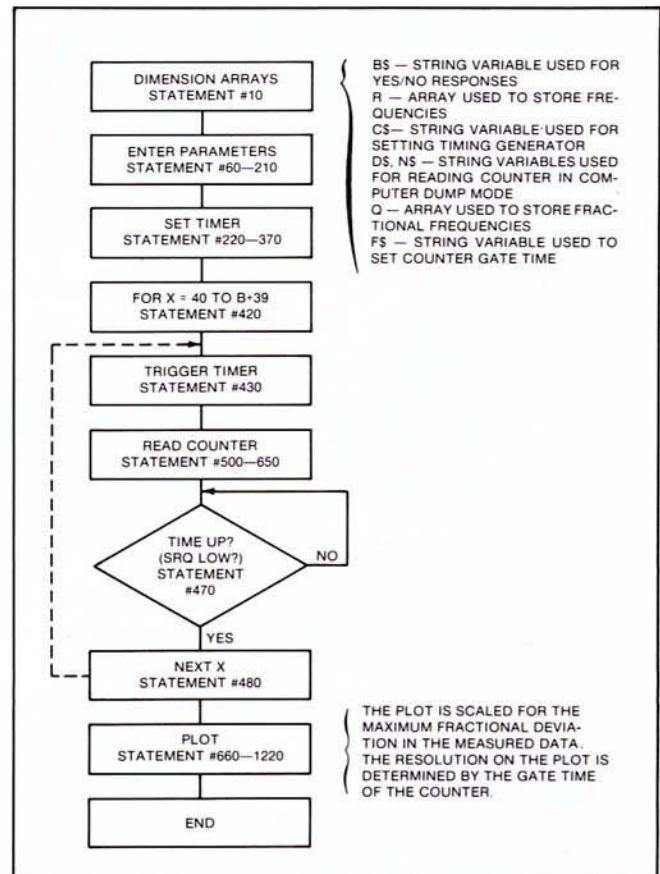 DIMENSION ARRAYS
STATEMENT #10
B$ — STRING VARIABLE USED FOR
YES/NO RESPONSES
R — ARRAY USED TO STORE FRE-
QUENCIES
C$— STRING VARIABLE USED FOR
SETTING TIMING GENERATOR
D$, N$ — STRING VARIABLES USED
FOR READING COUNTER IN COM-
PUTER DUMP MODE
Q — ARRAY USED TO STORE FRAC-
TIONAL FREQUENCIES
F$ — STRING VARIABLE USED TO
SET COUNTER GATE TIME
ENTER PARAMETERS
STATEMENT #60—210
SET TIMER
STATEMENT #220—370
FOR X = 40 TO B+39
STATEMENT #420
TRIGGER TIMER
STATEMENT #430
READ COUNTER
STATEMENT #500—650
TIME UP?
(SRQ LOW?)
STATEMENT
#470
NO
YES
NEXT X
STATEMENT #480
PLOT
STATEMENT #660—1220
THE PLOT IS SCALED FOR THE
MAXIMUM FRACTIONAL DEVIA-
TION IN THE MEASURED DATA.
THE RESOLUTION ON THE PLOT IS
DETERMINED BY THE GATE TIME
OF THE COUNTER.
END